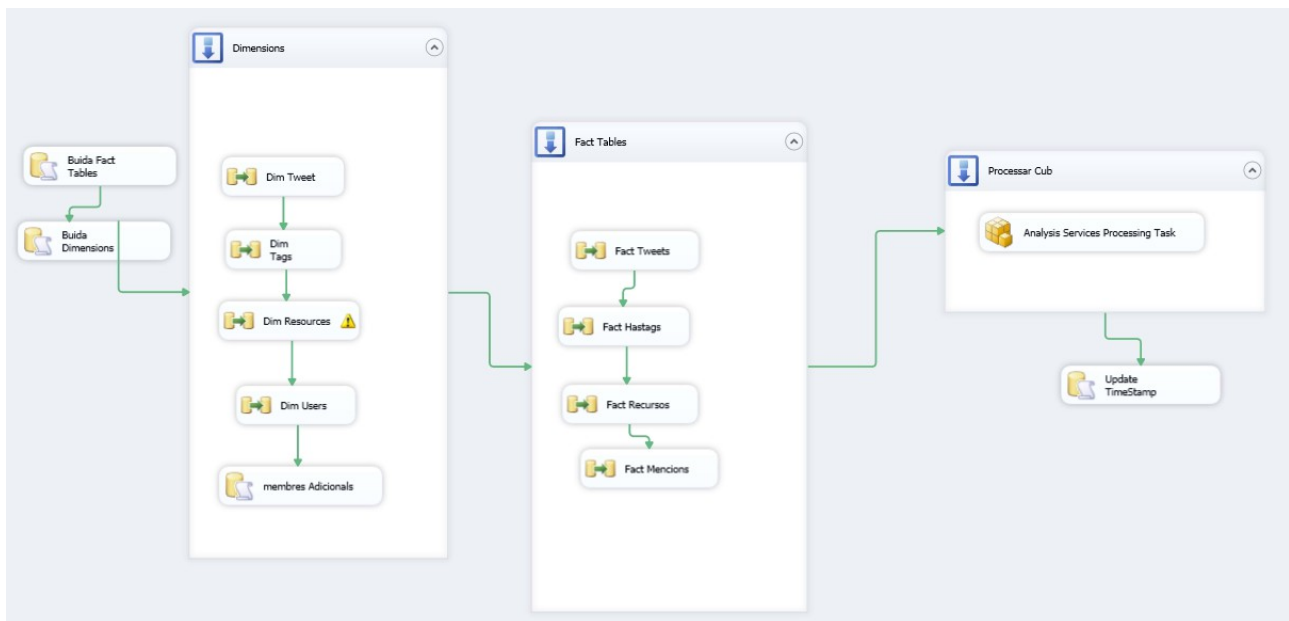 Buida Fact
Tables
Buida
Dimensions
Dimensions
Dim Tweet
Dim
Tags
Dim Resources
Dim Users
membres Adicionals
Fact Tables
Fact Tweets
Fact Hastags
Fact Recursos
Fact Mencions
Processar Cub
Analysis Services Processing Task
Update
TimeStamp